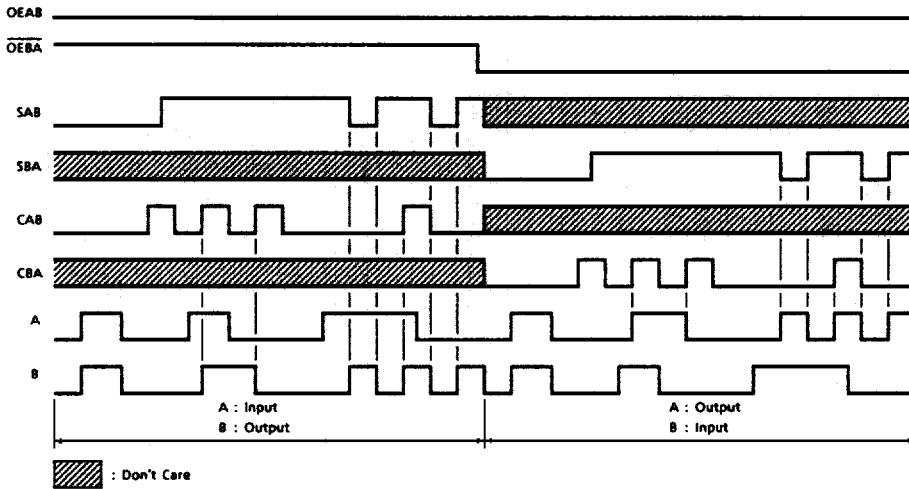 OEAB
OEBA
SAB
SBA
CAB
CBA
A
B
A : Input
B : Output
A : Output
B : Input
: Don't Care